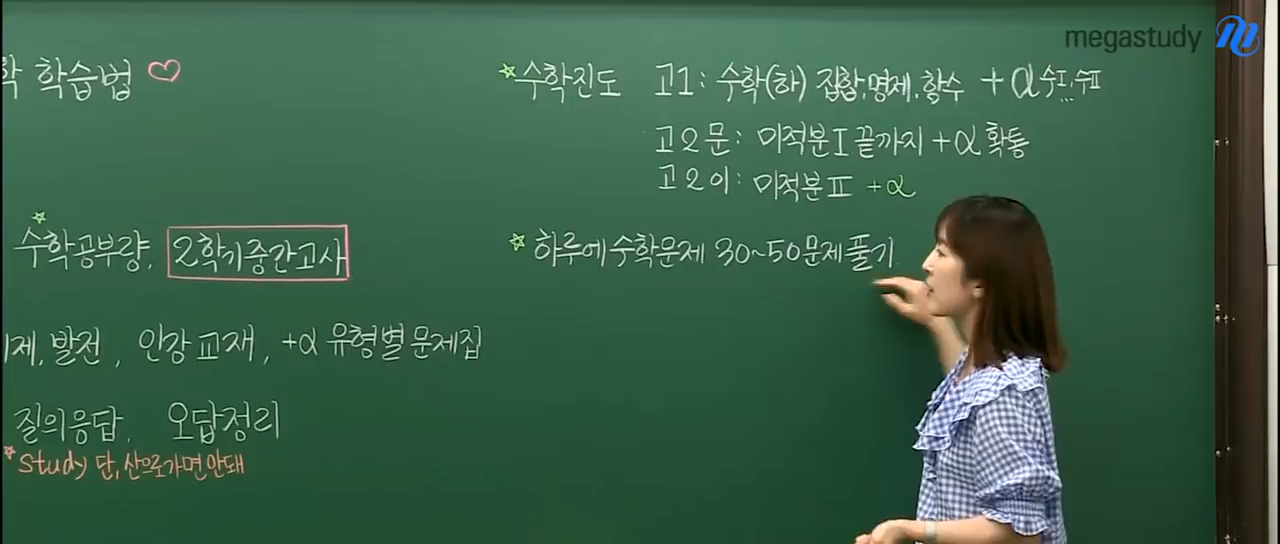 megastudy
학 학습법 ♡
☆ 수학진도 고1: 수학(하) 집합, 명제, 함수 + α 수Ⅰ, 수Ⅱ
고2문: 미적분Ⅰ끝까지 + α 확통
고2이: 미적분Ⅱ + α
☆ 수학공부량, 2학기중간고사
☆ 하루에 수학문제 30~50문제 풀기
제, 발전, 인강교재, +α 유형별 문제집
질의응답, 오답정리
☆ Study 단, 산으로가면안돼